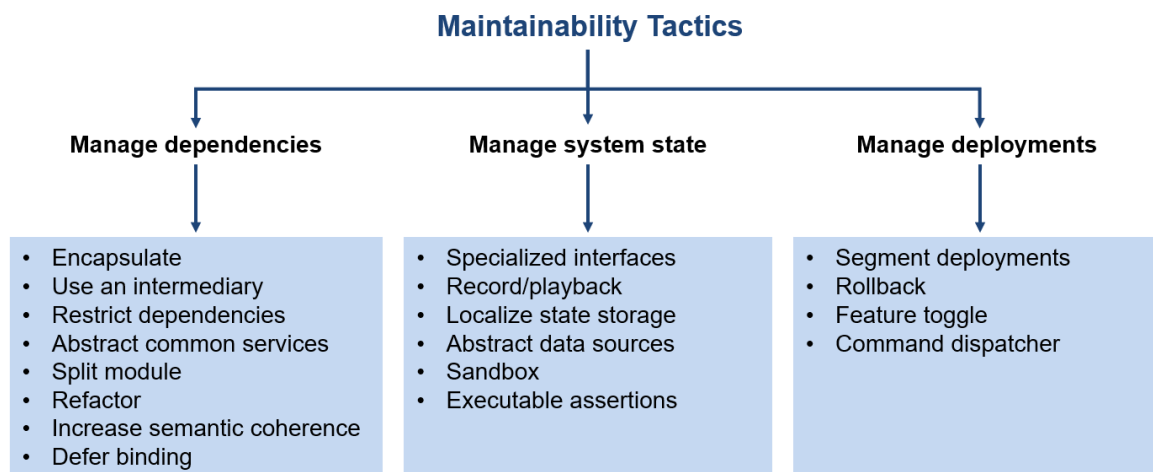 Maintainability Tactics
Manage dependencies
• Encapsulate
• Use an intermediary
• Restrict dependencies
• Abstract common services
• Split module
• Refactor
• Increase semantic coherence
• Defer binding
Manage system state
• Specialized interfaces
• Record/playback
• Localize state storage
• Abstract data sources
• Sandbox
• Executable assertions
Manage deployments
• Segment deployments
• Rollback
• Feature toggle
• Command dispatcher